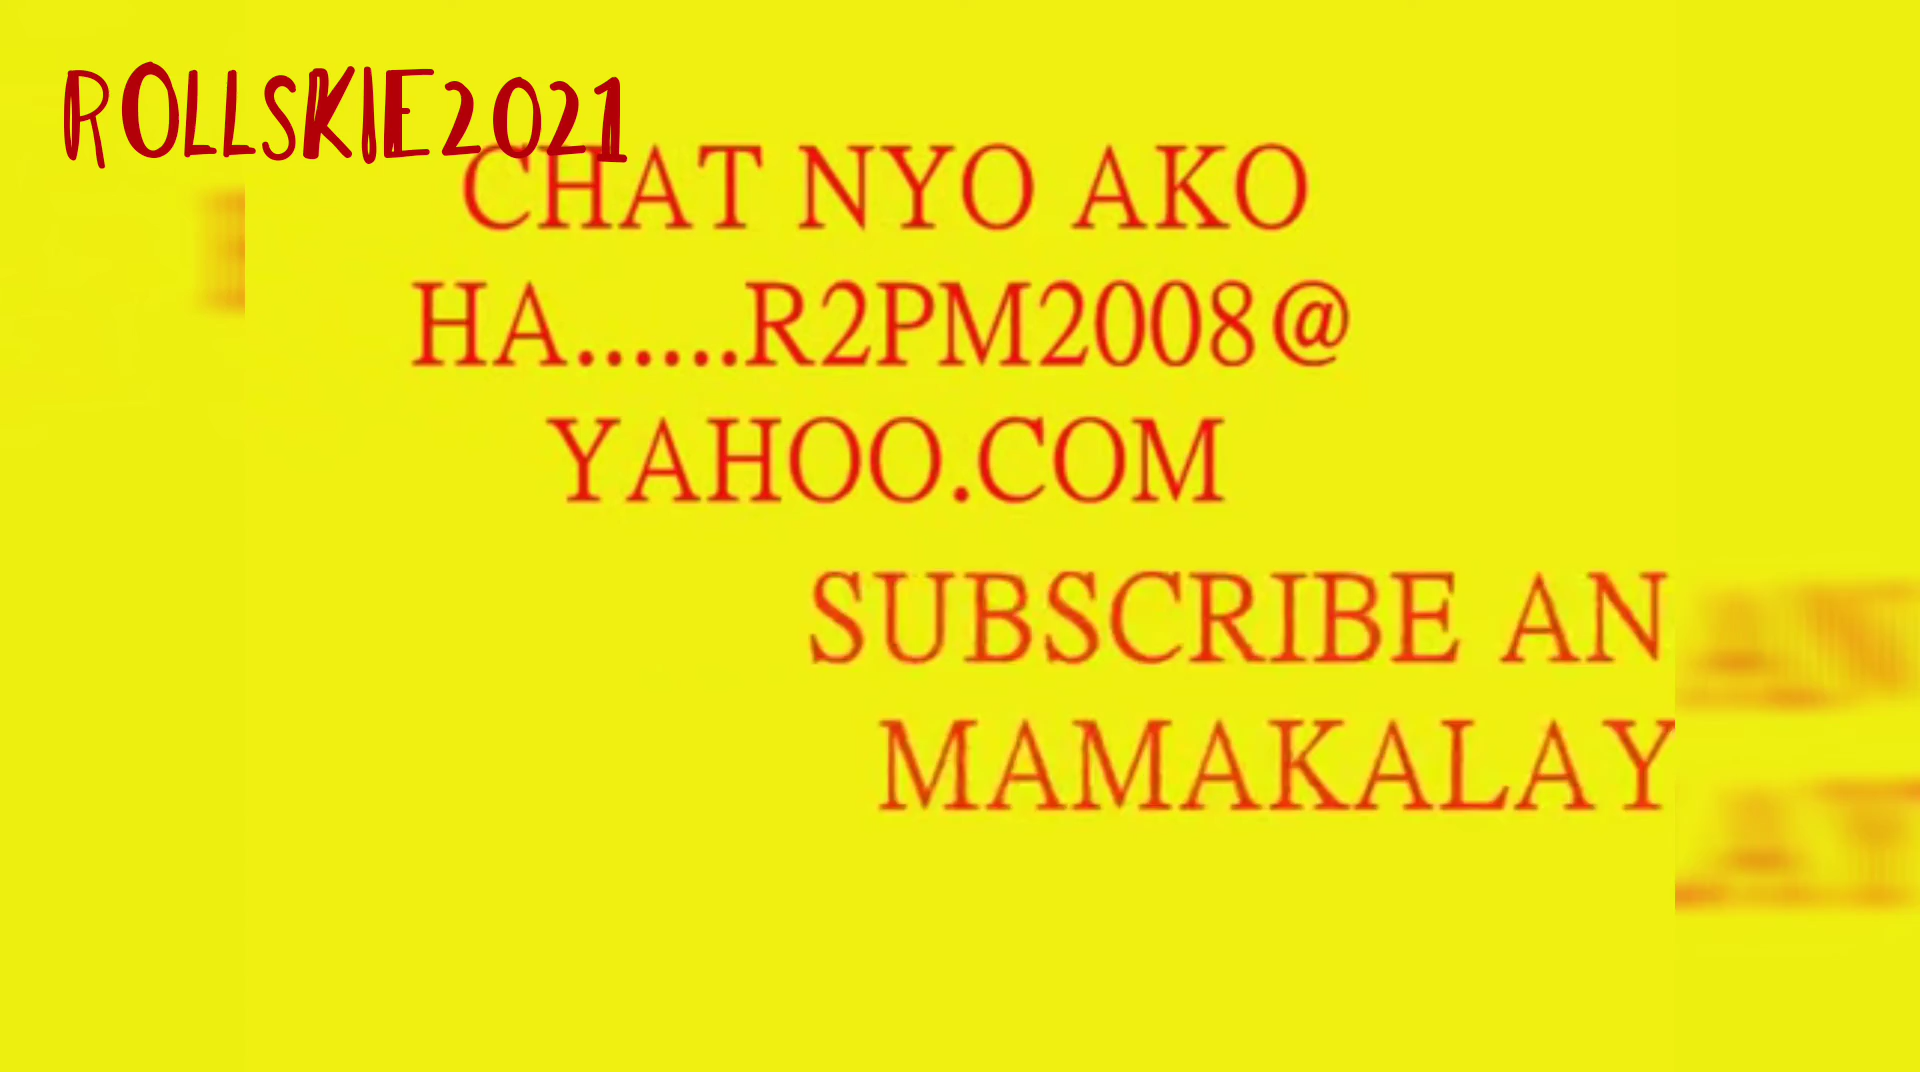 ROLLSKIE2021
CHAT NYO AKO
HA......R2PM2008@
YAHOO.COM
SUBSCRIBE AN
MAMAKALAY